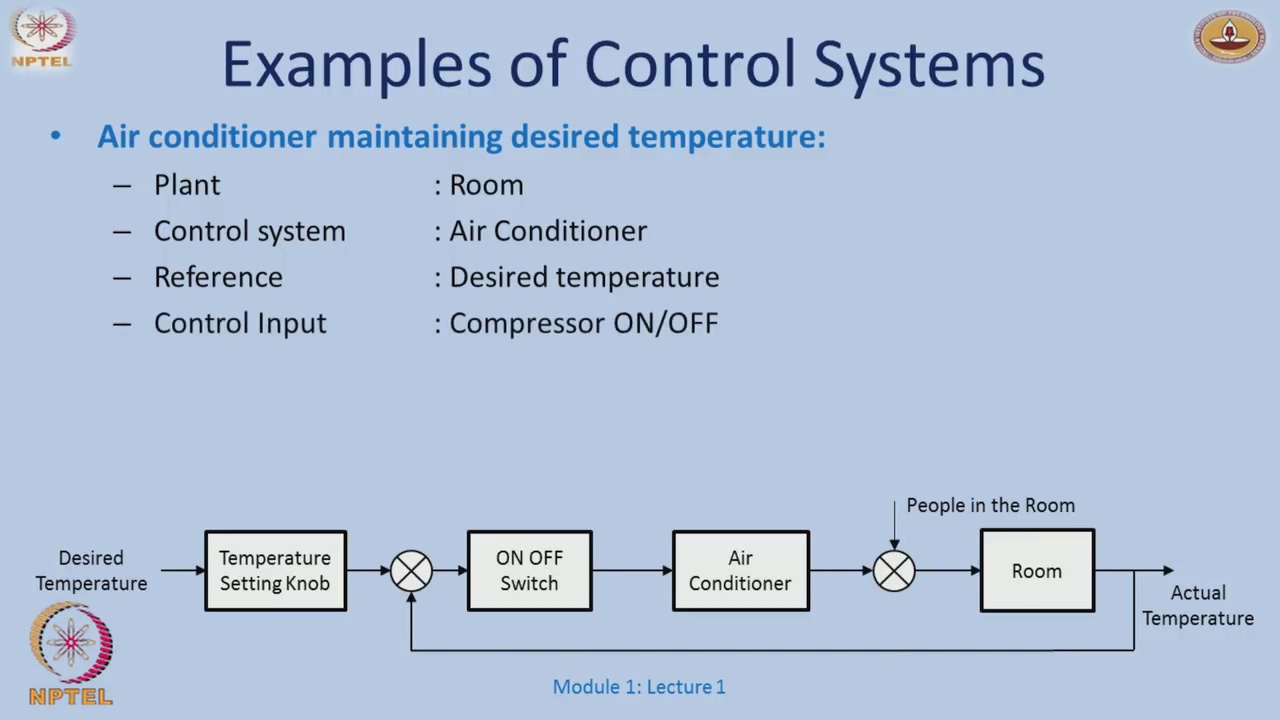 NPTEL
Examples of Control Systems
• Air conditioner maintaining desired temperature:
– Plant : Room
– Control system : Air Conditioner
– Reference : Desired temperature
– Control Input : Compressor ON/OFF
People in the Room
Desired
Temperature
Temperature
Setting Knob
ON OFF
Switch
Air
Conditioner
Room
Actual
Temperature
NPTEL
Module 1: Lecture 1